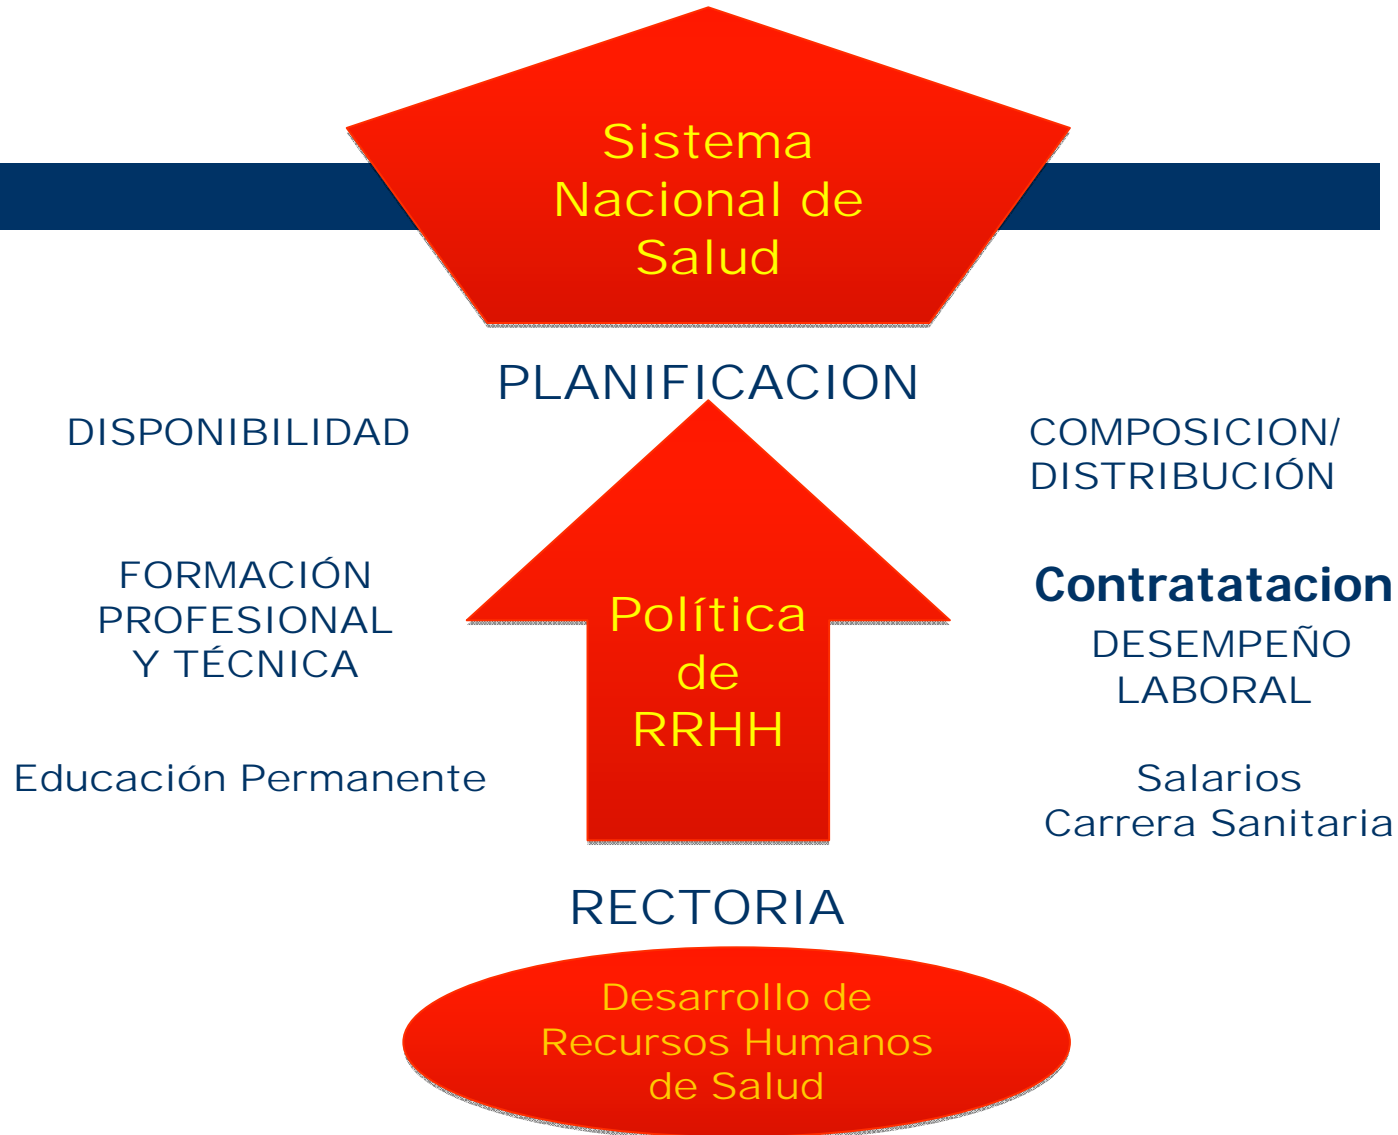 Sistema
Nacional de
Salud
PLANIFICACION
DISPONIBILIDAD
COMPOSICION/
DISTRIBUCIÓN
FORMACIÓN
PROFESIONAL
Y TÉCNICA
Política
de
RRHH
Contratatacion
DESEMPEÑO
LABORAL
Educación Permanente
Salarios
Carrera Sanitaria
RECTORIA
Desarrollo de
Recursos Humanos
de Salud